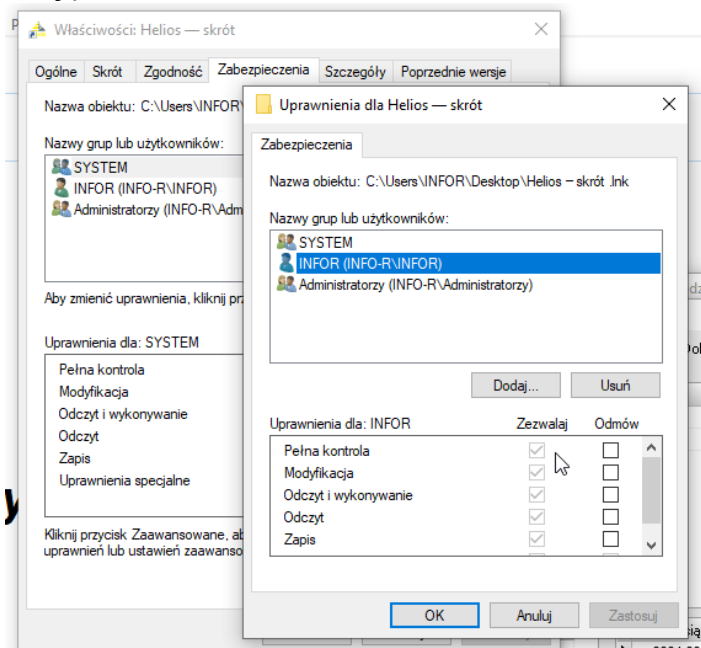 Właściwości: Helios — skrót
Ogólne Skrót Zgodność Zabezpieczenia Szczegóły Poprzednie wersje
Nazwa obiektu: C:\Users\INFOR\
Nazwy grup lub użytkowników:
SYSTEM
INFOR (INFO-R\INFOR)
Administratorzy (INFO-R\Adm
Aby zmienić uprawnienia, kliknij prz
Uprawnienia dla: SYSTEM
Pełna kontrola
Modyfikacja
Odczyt i wykonywanie
Odczyt
Zapis
Uprawnienia specjalne
Kliknij przycisk Zaawansowane, ab
uprawnień lub ustawień zaawanso
Uprawnienia dla Helios — skrót
Zabezpieczenia
Nazwa obiektu: C:\Users\INFOR\Desktop\Helios — skrót .lnk
Nazwy grup lub użytkowników:
SYSTEM
INFOR (INFO-R\INFOR)
Administratorzy (INFO-R\Administratorzy)
Dodaj... Usuń
Uprawnienia dla: INFOR Zezwalaj Odmów
Pełna kontrola
Modyfikacja
Odczyt i wykonywanie
Odczyt
Zapis
OK Anuluj Zastosuj